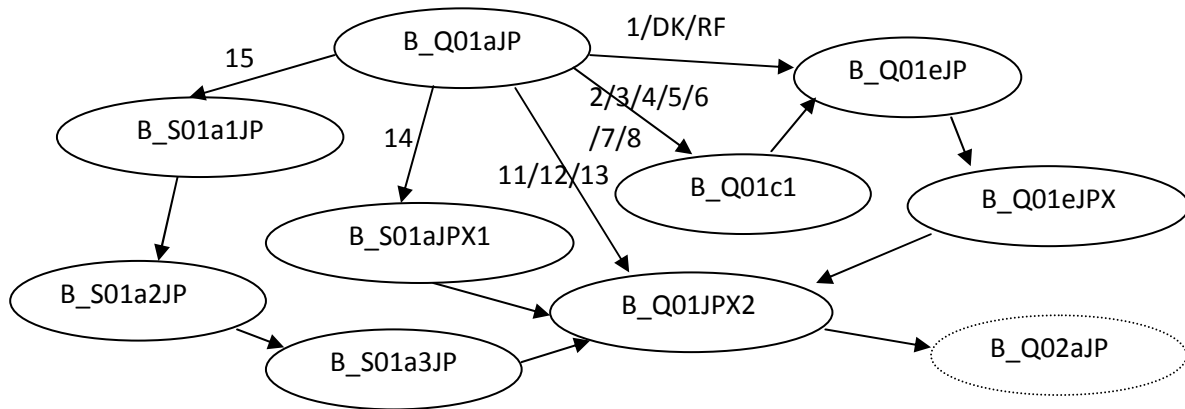 1/DK/RF
B_Q01aJP
15
B_Q01eJP
2/3/4/5/6
/7/8
B_S01a1JP
14
11/12/13
B_Q01c1
B_Q01eJPX
B_S01aJPX1
B_S01a2JP
B_Q01JPX2
B_Q02aJP
B_S01a3JP